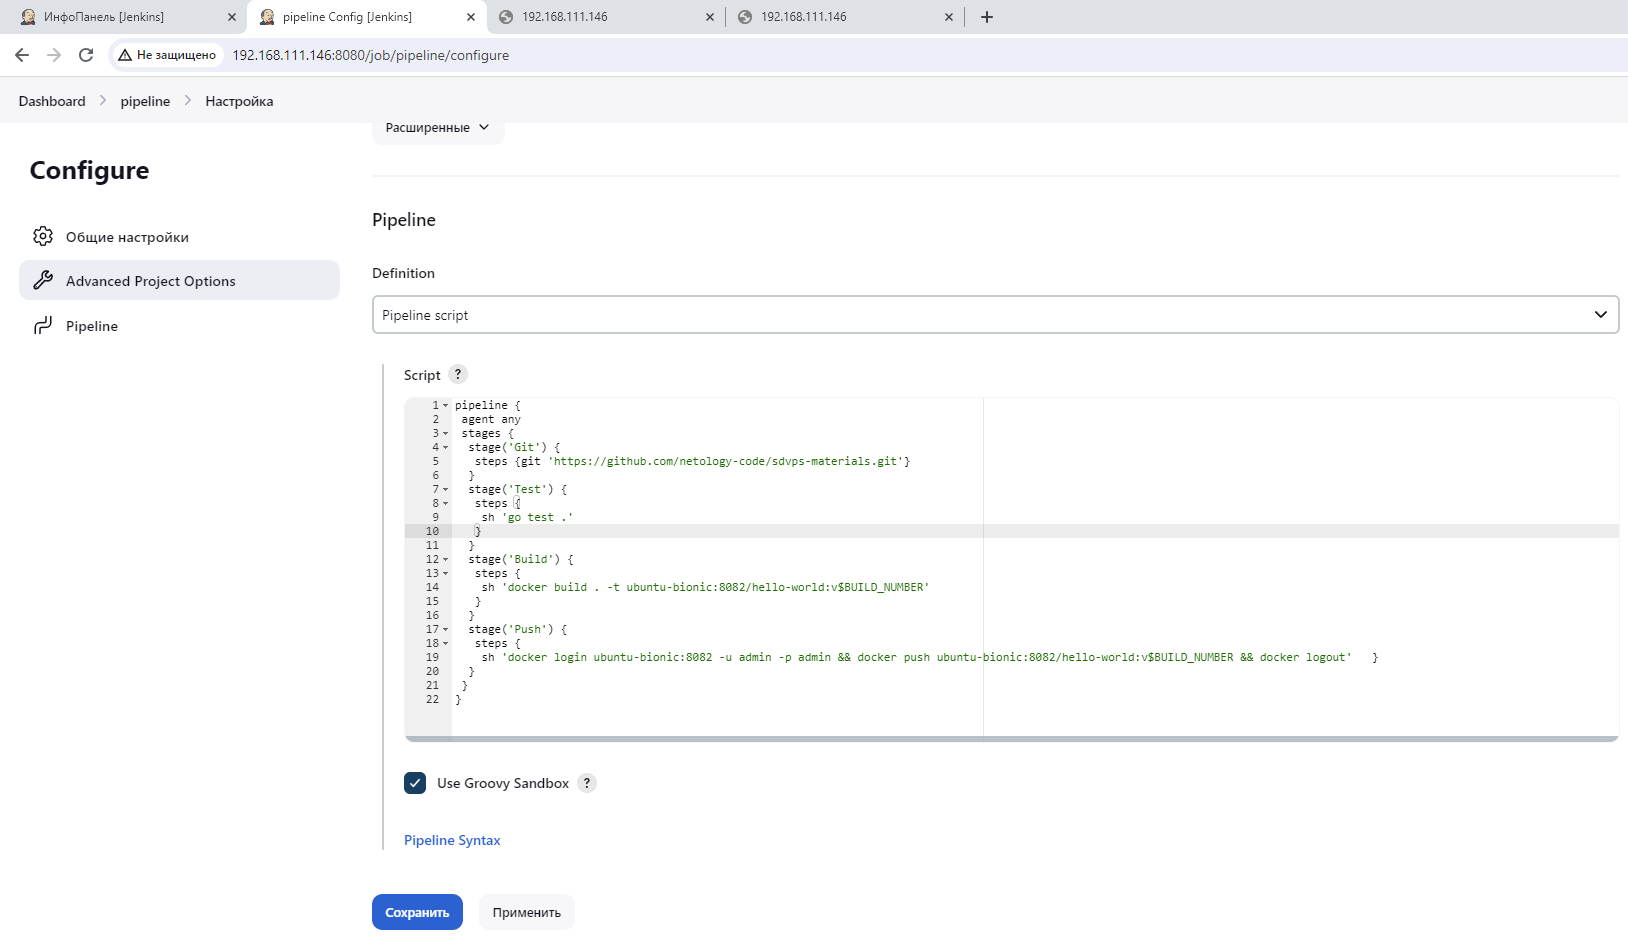 ИнфоПанель [Jenkins]
pipeline Config [Jenkins]
192.168.111.146
192.168.111.146
Не защищено
192.168.111.146:8080/job/pipeline/configure
Dashboard
pipeline
Настройка
Расширенные
Configure
Общие настройки
Advanced Project Options
Pipeline
Pipeline
Definition
Pipeline script
Script ?
1 pipeline {
2  agent any
3  stages {
4   stage('Git') {
5    steps {git 'https://github.com/netology-code/sdvps-materials.git'}
6   }
7   stage('Test') {
8    steps {
9     sh 'go test .'
10    }
11   }
12   stage('Build') {
13    steps {
14     sh 'docker build . -t ubuntu-bionic:8082/hello-world:v$BUILD_NUMBER'
15    }
16   }
17   stage('Push') {
18    steps {
19     sh 'docker login ubuntu-bionic:8082 -u admin -p admin && docker push ubuntu-bionic:8082/hello-world:v$BUILD_NUMBER && docker logout'   }
20   }
21  }
22 }
Use Groovy Sandbox ?
Pipeline Syntax
Сохранить
Применить